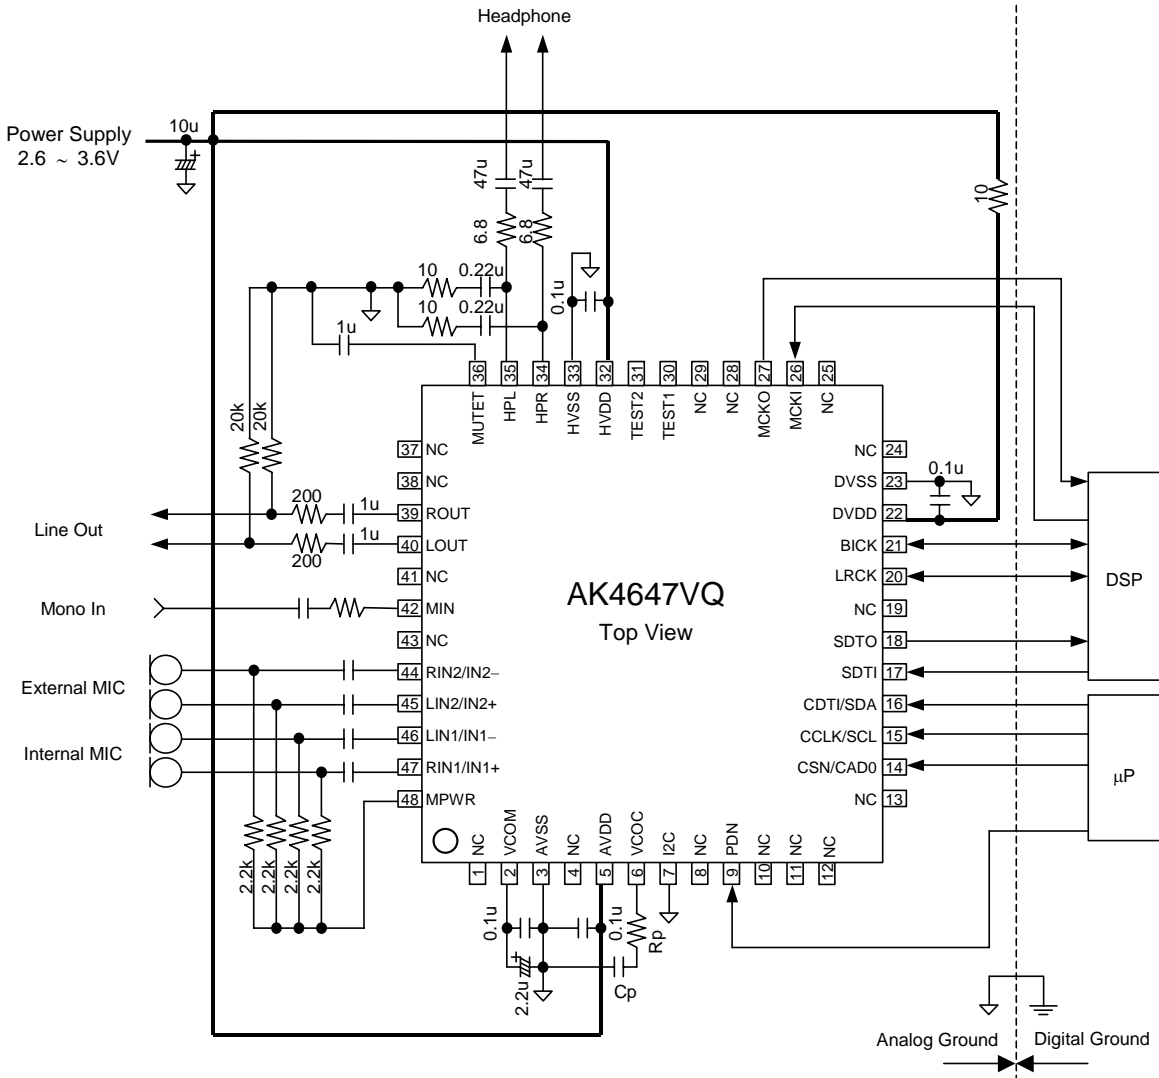 Headphone
Power Supply
2.6 ~ 3.6V
10u
47u
47u
6.8
6.8
10
10
0.22u
10
0.22u
0.1u
1u
36
35
34
33
32
31
30
29
28
27
26
25
MUTET
HPL
HPR
HVSS
HVDD
TEST2
TEST1
NC
NC
MCKO
MCKI
NC
20k
20k
37 NC
38 NC
200
1u
39 ROUT
Line Out
200
1u
40 LOUT
41 NC
Mono In
42 MIN
43 NC
External MIC
44 RIN2/IN2−
45 LIN2/IN2+
Internal MIC
46 LIN1/IN1−
47 RIN1/IN1+
48 MPWR
2.2k
2.2k
2.2k
2.2k
AK4647VQ
Top View
NC 24
0.1u
DVSS 23
DVDD 22
BICK 21
LRCK 20
NC 19
SDTO 18
SDTI 17
CDTI/SDA 16
CCLK/SCL 15
CSN/CAD0 14
NC 13
DSP
µP
NC
VCOM
AVSS
NC
AVDD
VCOC
I2C
NC
PDN
NC
NC
NC
1
2
3
4
5
6
7
8
9
10
11
12
0.1u
0.1u
Rp
2.2u
+
Cp
Analog Ground
Digital Ground